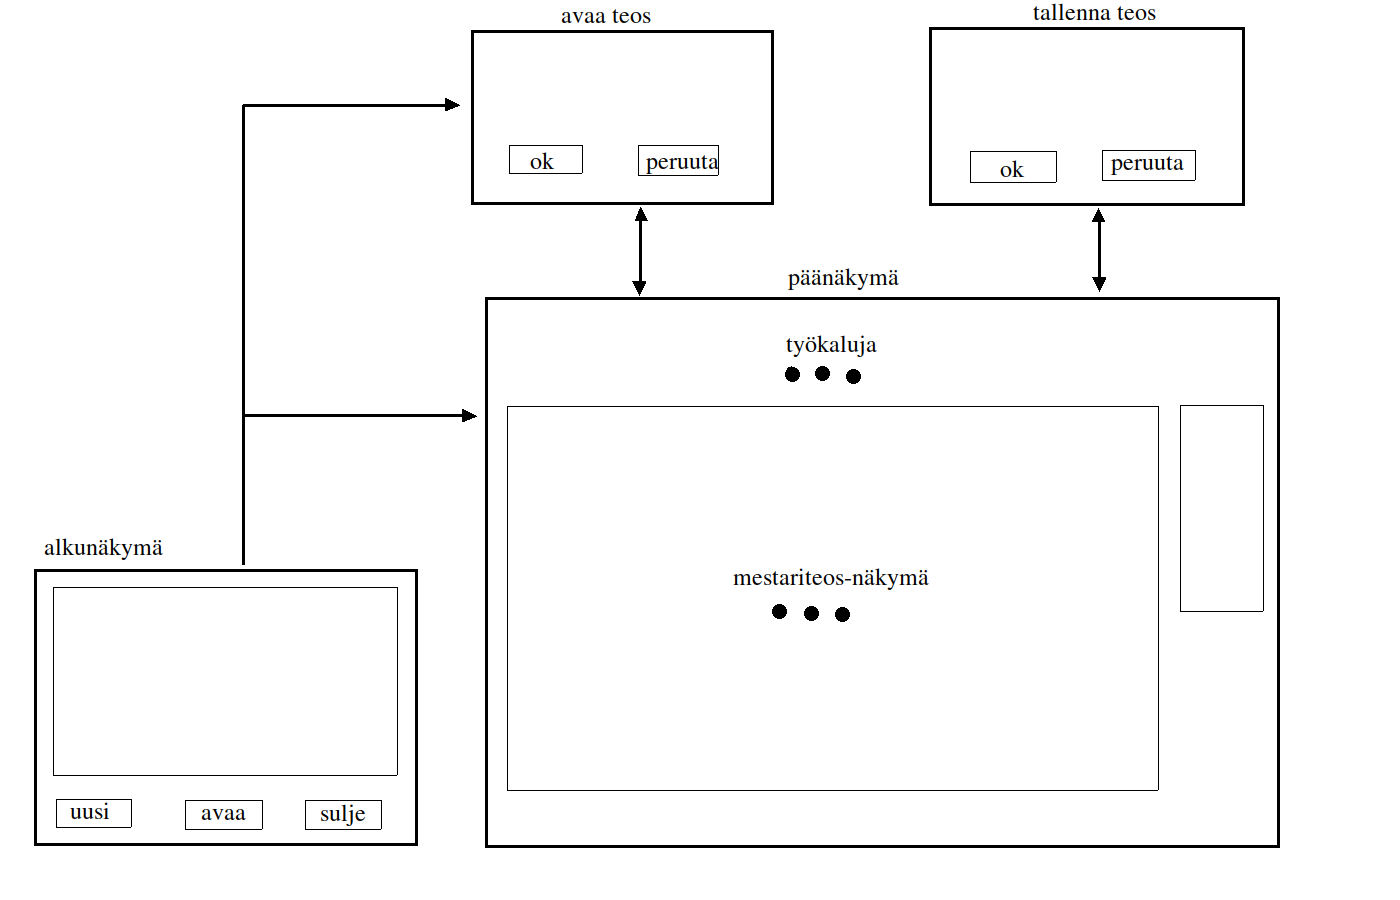 avaa teos
tallenna teos
ok
peruuta
ok
peruuta
päänäkymä
työkaluja
mestariteos-näkymä
alkunäkymä
uusi
avaa
sulje